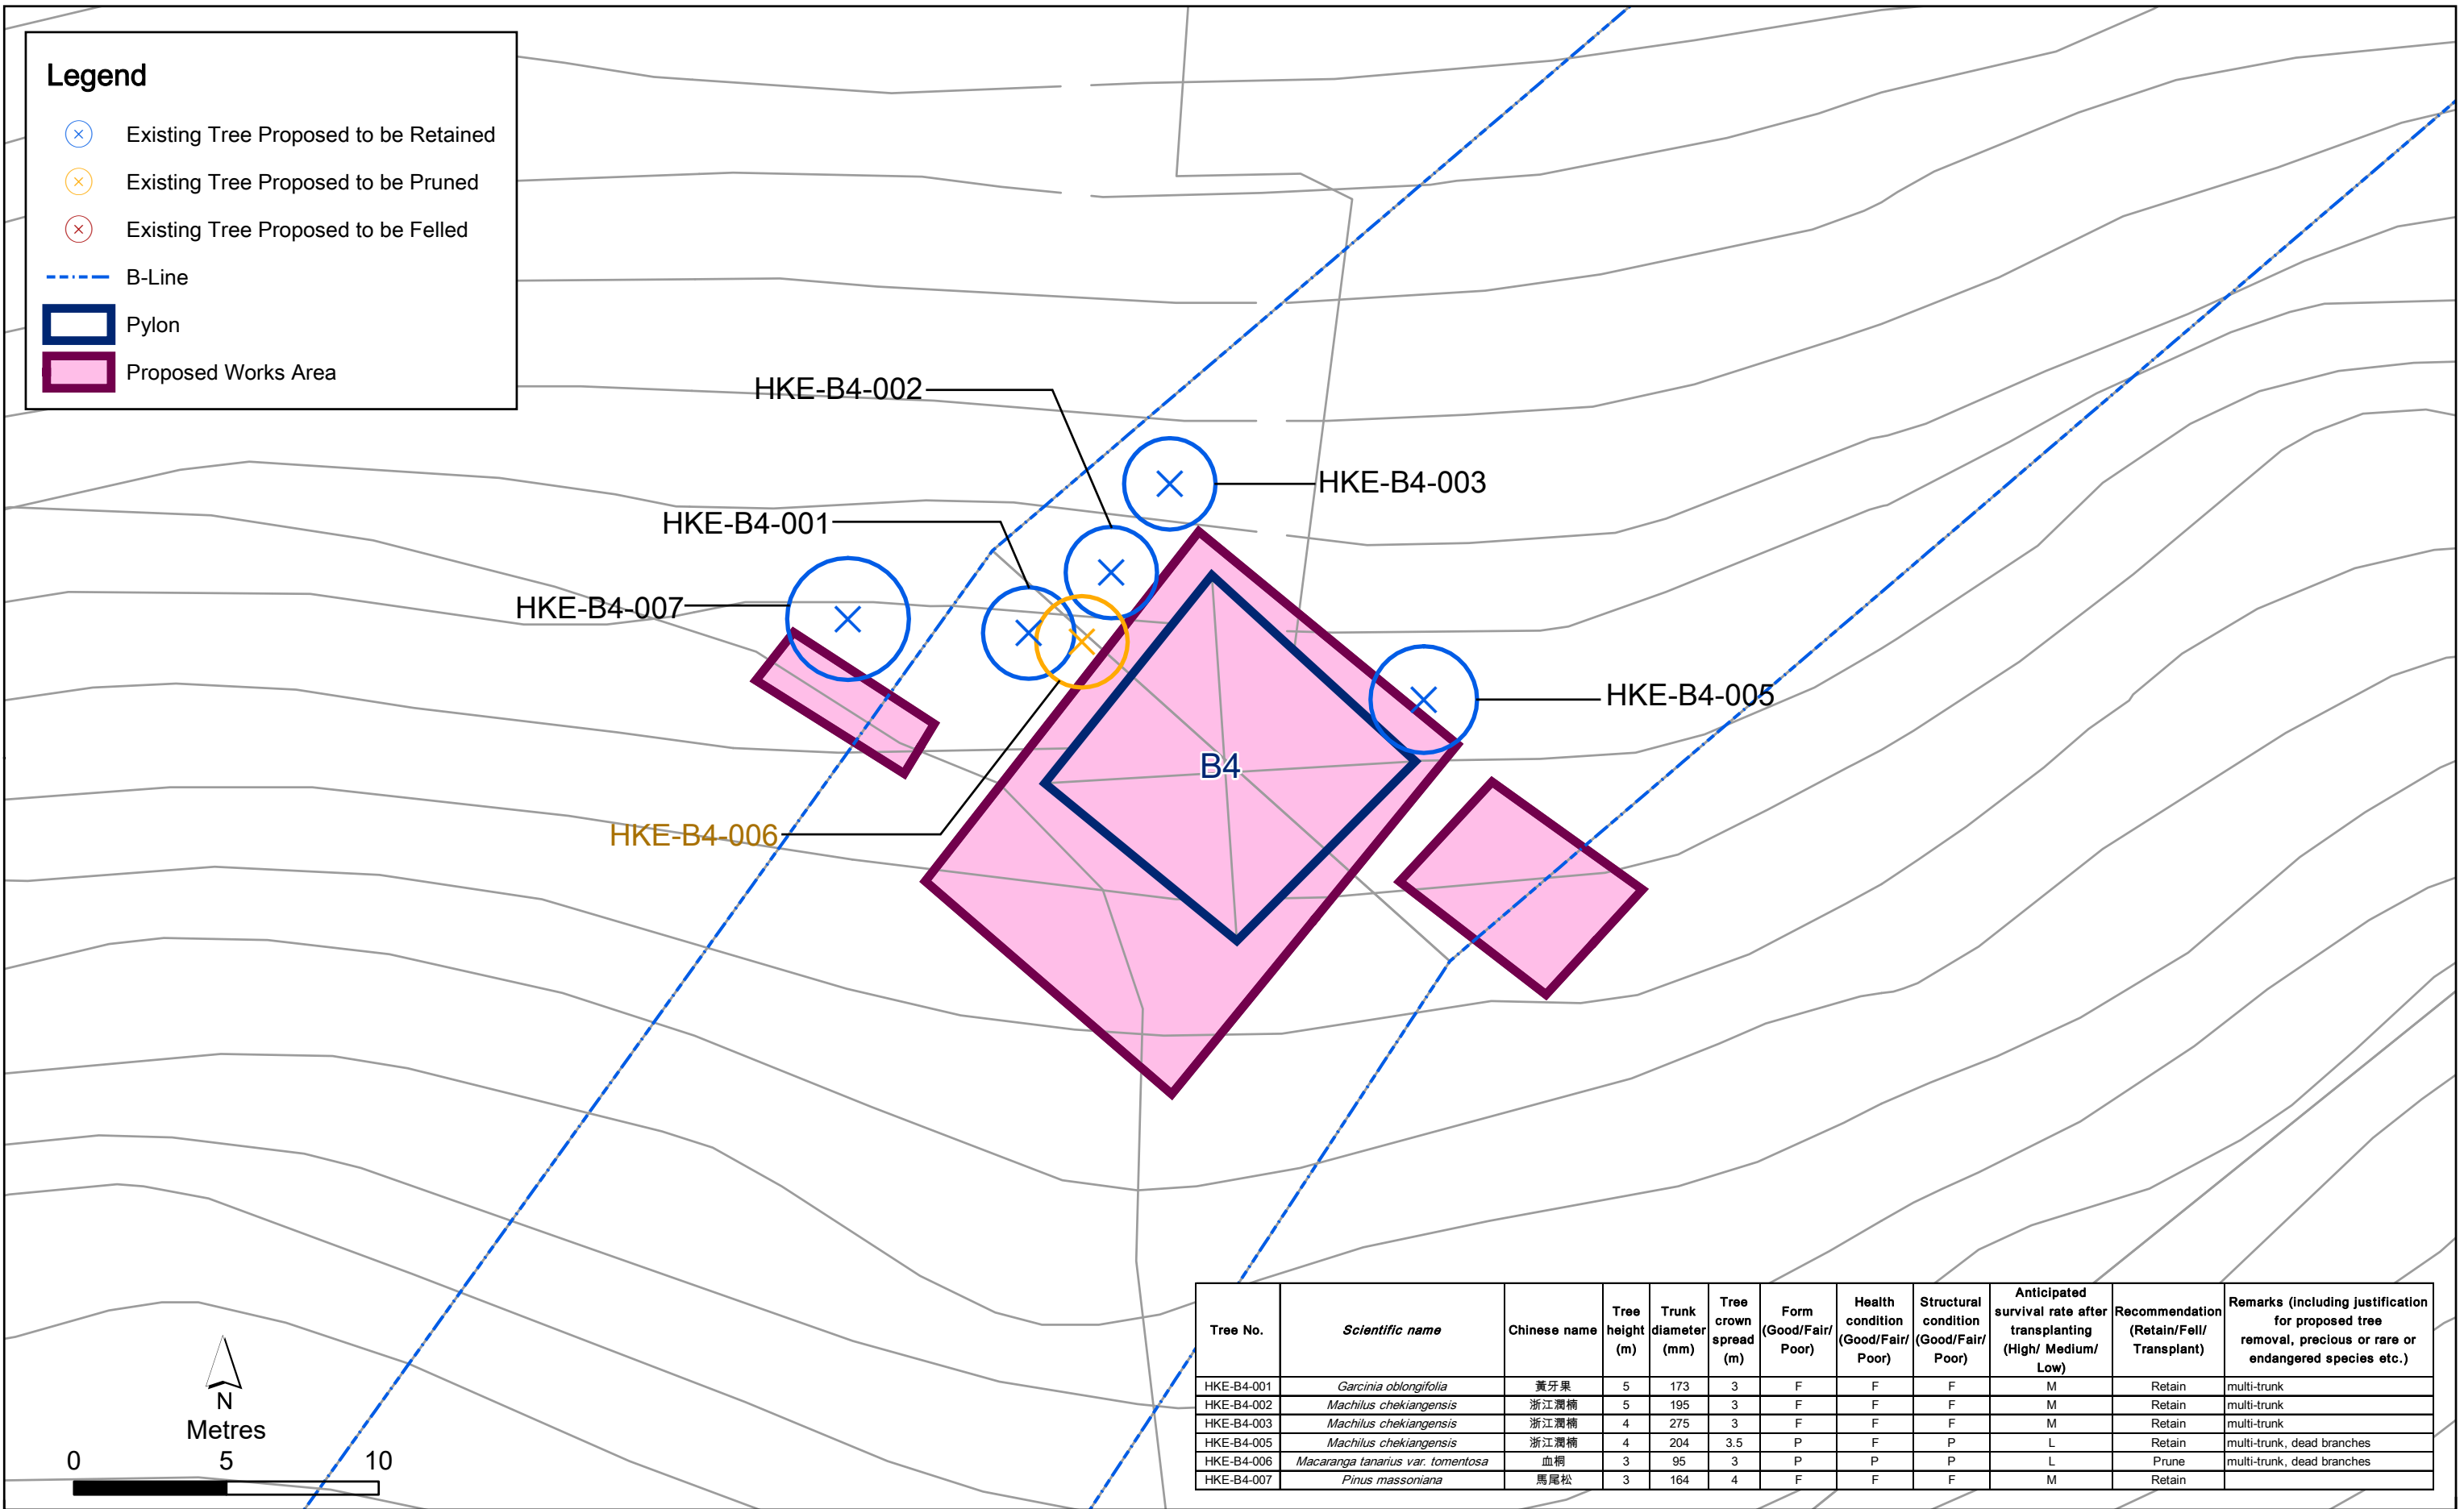 Legend
Existing Tree Proposed to be Retained
Existing Tree Proposed to be Pruned
Existing Tree Proposed to be Felled
B-Line
Pylon
Proposed Works Area
HKE-B4-002
HKE-B4-003
HKE-B4-001
HKE-B4-007
HKE-B4-005
B4
HKE-B4-006
N
Metres
0 5 10
Tree No. Scientific name Chinese name Tree height (m) Trunk diameter (mm) Tree crown spread (m) Form (Good/Fair/ Poor) Health condition (Good/Fair/ Poor) Structural condition (Good/Fair/ Poor) Anticipated survival rate after transplanting (High/ Medium/ Low) Recommendation (Retain/Fell/ Transplant) Remarks (including justification for proposed tree removal, precious or rare or endangered species etc.)
HKE-B4-001 Garcinia oblongifolia 黃牙果 5 173 3 F F F M Retain multi-trunk
HKE-B4-002 Machilus chekiangensis 浙江潤楠 5 195 3 F F F M Retain multi-trunk
HKE-B4-003 Machilus chekiangensis 浙江潤楠 4 275 3 F F F M Retain multi-trunk
HKE-B4-005 Machilus chekiangensis 浙江潤楠 4 204 3.5 P F P L Retain multi-trunk, dead branches
HKE-B4-006 Macaranga tanarius var. tomentosa 血桐 3 95 3 P P P L Prune multi-trunk, dead branches
HKE-B4-007 Pinus massoniana 馬尾松 3 164 4 F F F M Retain